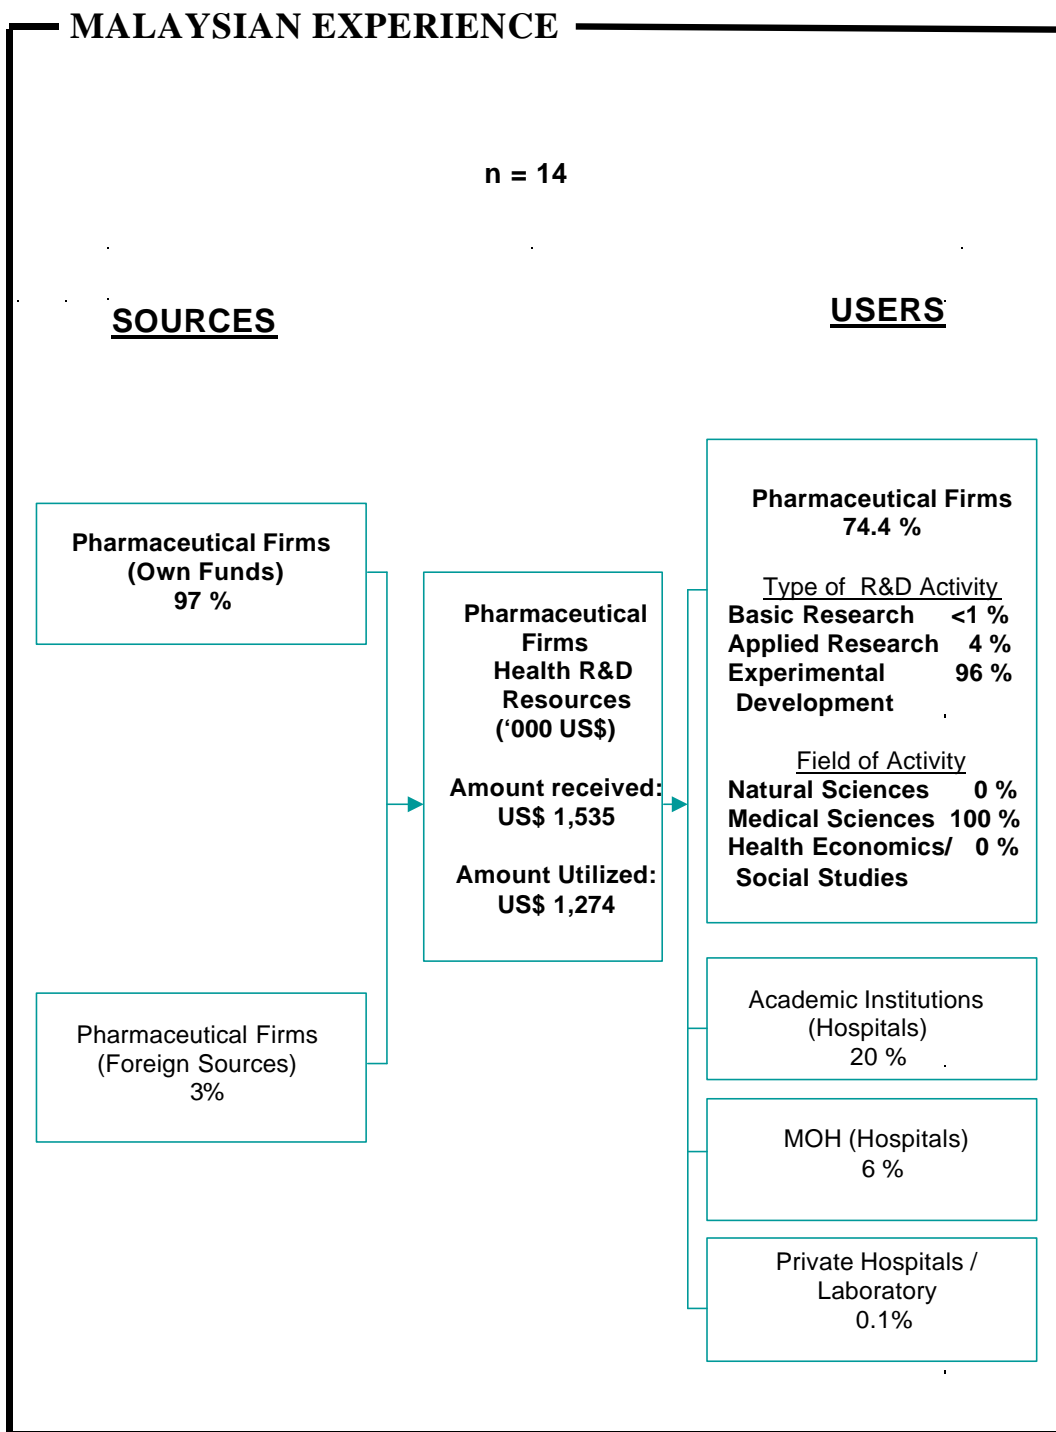 MALAYSIAN EXPERIENCE
n = 14
SOURCES
USERS
Pharmaceutical Firms
(Own Funds)
97 %
Pharmaceutical Firms
(Foreign Sources)
3%
Pharmaceutical
Firms
Health R&D
Resources
(‘000 US$)
Amount received:
US$ 1,535
Amount Utilized:
US$ 1,274
Pharmaceutical Firms
74.4 %
Type of R&D Activity
Basic Research <1 %
Applied Research 4 %
Experimental 96 %
Development
Field of Activity
Natural Sciences 0 %
Medical Sciences 100 %
Health Economics/ 0 %
Social Studies
Academic Institutions
(Hospitals)
20 %
MOH (Hospitals)
6 %
Private Hospitals /
Laboratory
0.1%